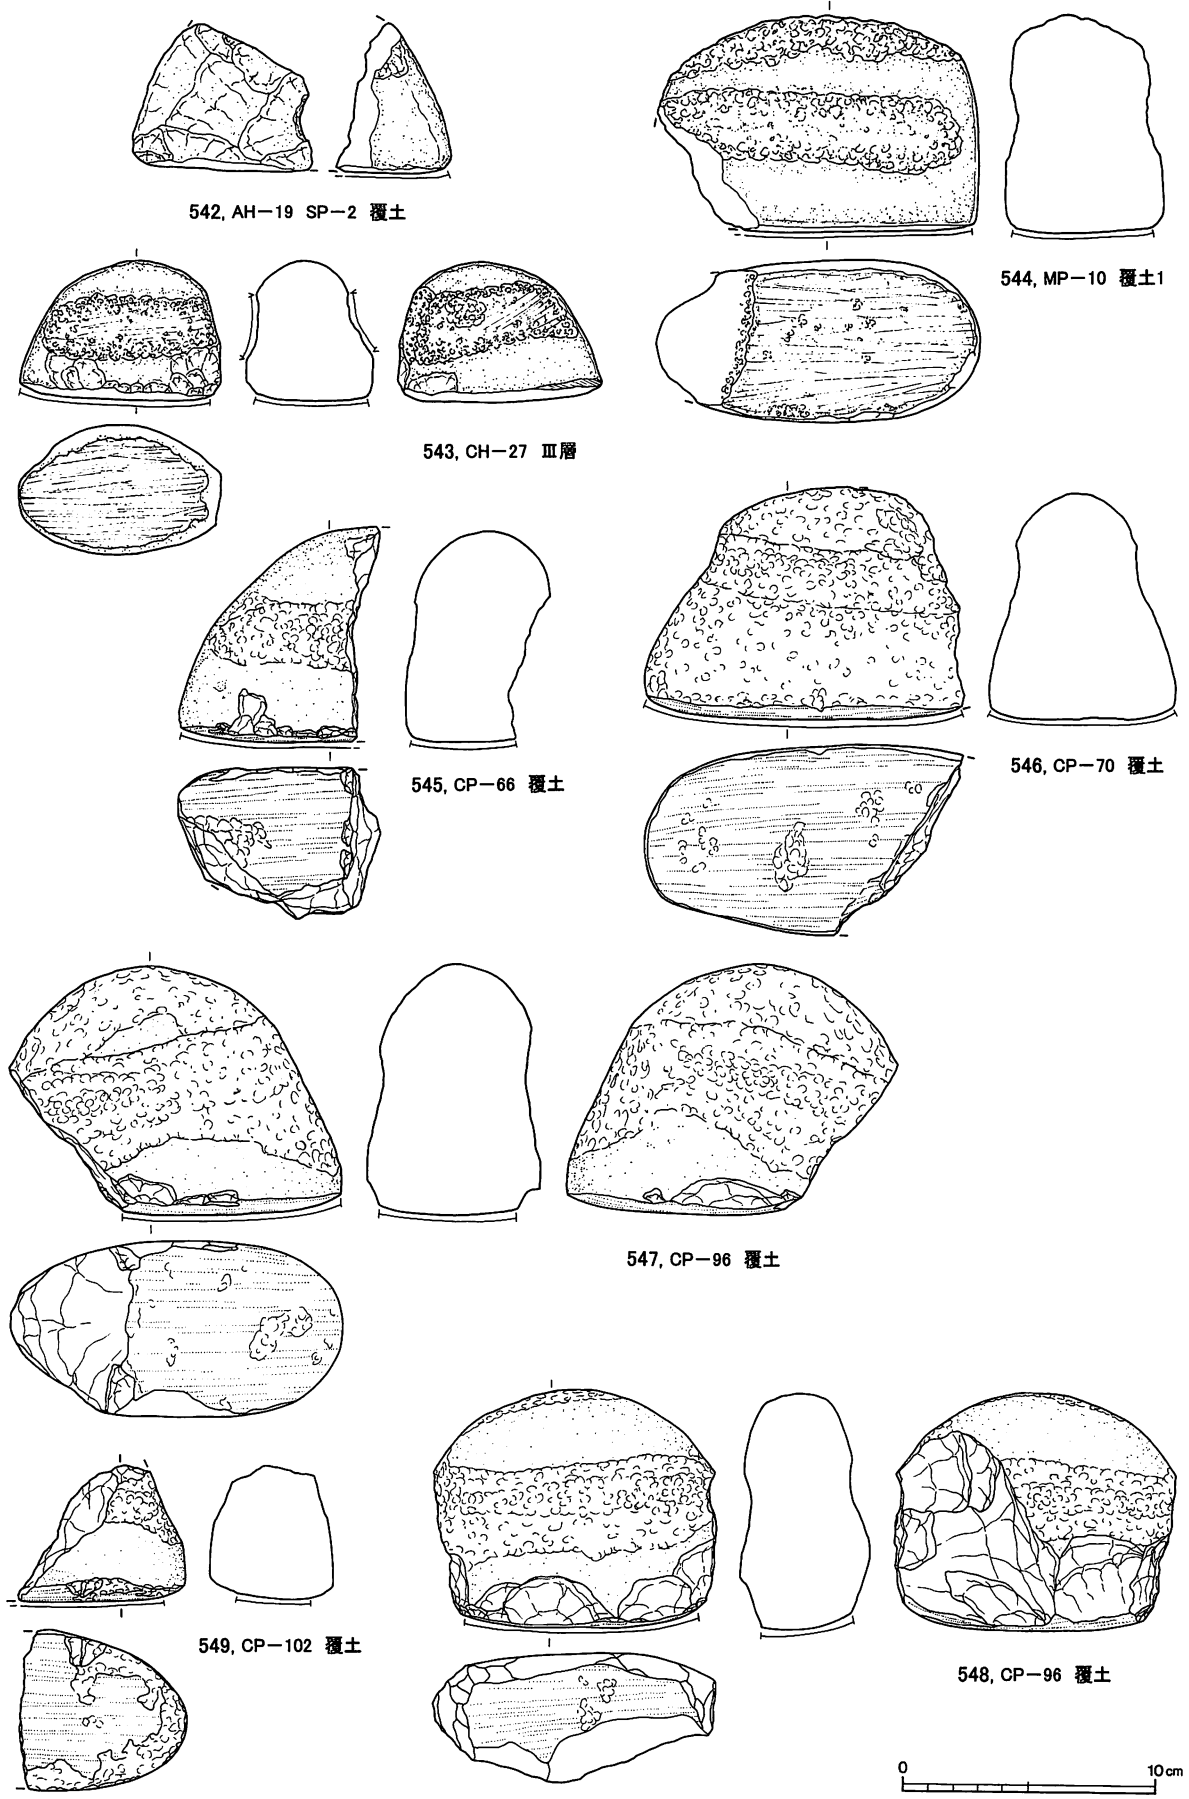 542, AH－19 SP－2 覆土
544, MP－10 覆土1
543, CH－27 Ⅲ層
545, CP－66 覆土
546, CP－70 覆土
547, CP－96 覆土
549, CP－102 覆土
548, CP－96 覆土
0 10cm